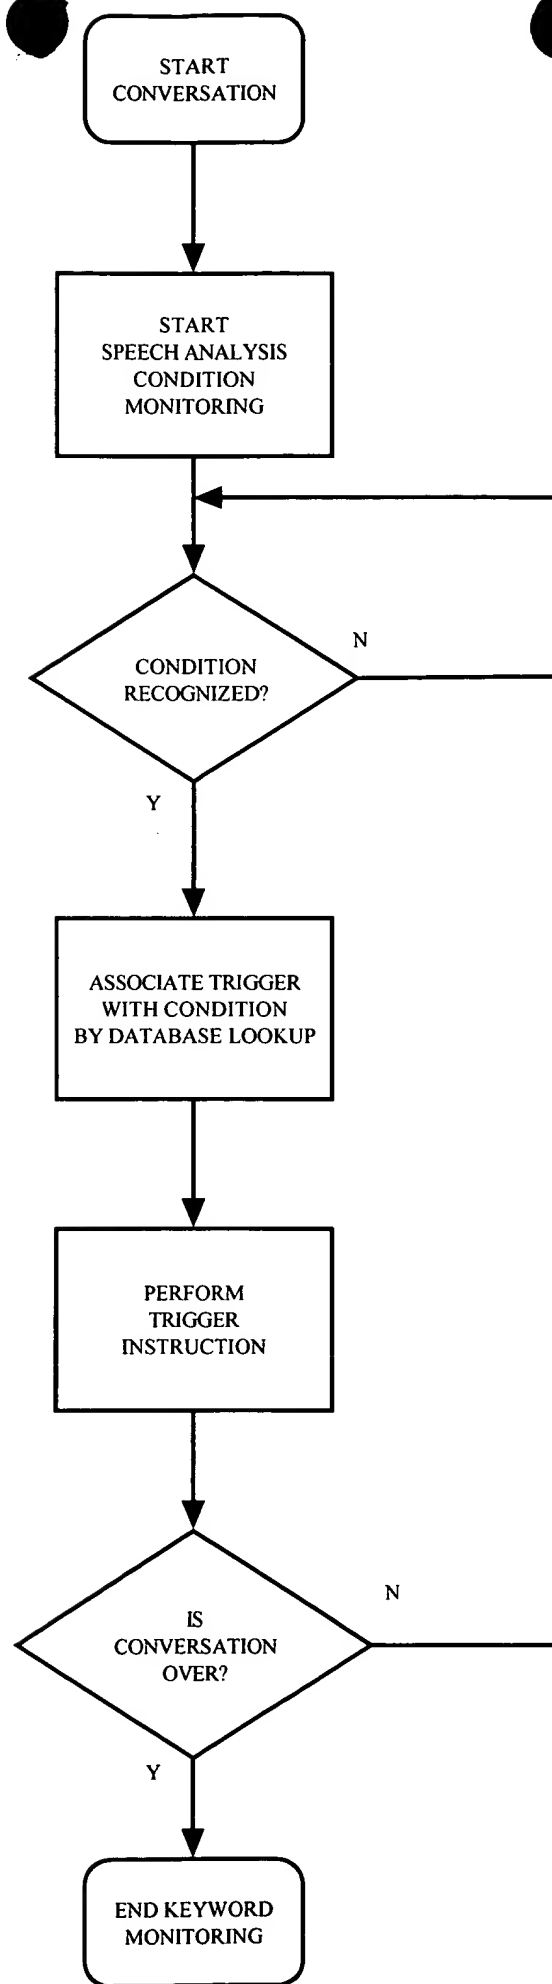 START
CONVERSATION
START
SPEECH ANALYSIS
CONDITION
MONITORING
N
CONDITION
RECOGNIZED?
Y
ASSOCIATE TRIGGER
WITH CONDITION
BY DATABASE LOOKUP
PERFORM
TRIGGER
INSTRUCTION
N
IS
CONVERSATION
OVER?
Y
END KEYWORD
MONITORING